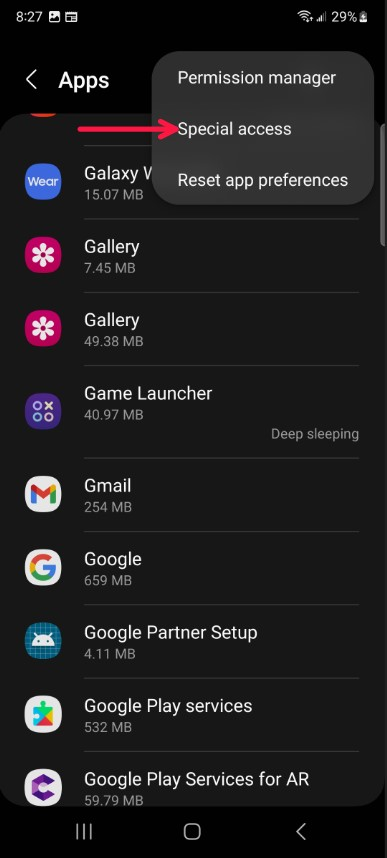 8:27
29%
Apps
Permission manager
Special access
Reset app preferences
Wear
Galaxy W
15.07 MB
Gallery
7.45 MB
Gallery
49.38 MB
Game Launcher
40.97 MB
Deep sleeping
Gmail
254 MB
Google
659 MB
Google Partner Setup
4.11 MB
Google Play services
532 MB
Google Play Services for AR
59.79 MB